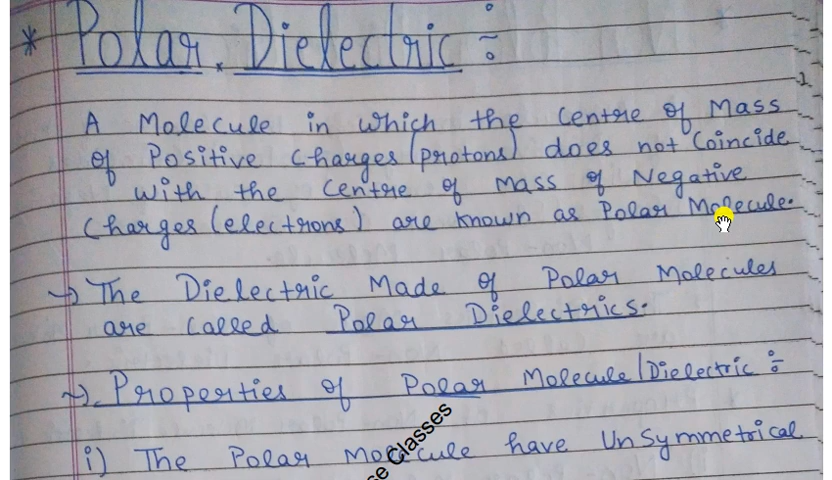 * Polar Dielectric ÷
A Molecule in which the Centre of Mass
of Positive Charges (protons) does not Coincide
with the Centre of Mass of Negative
Charges (electrons) are known as Polar Molecule.
→ The Dielectric Made of Polar Molecules
are Called Polar Dielectrics.
→. Properties of Polar Molecule/Dielectric ÷
i) The Polar Molecule have UnSymmetrical
se Classes